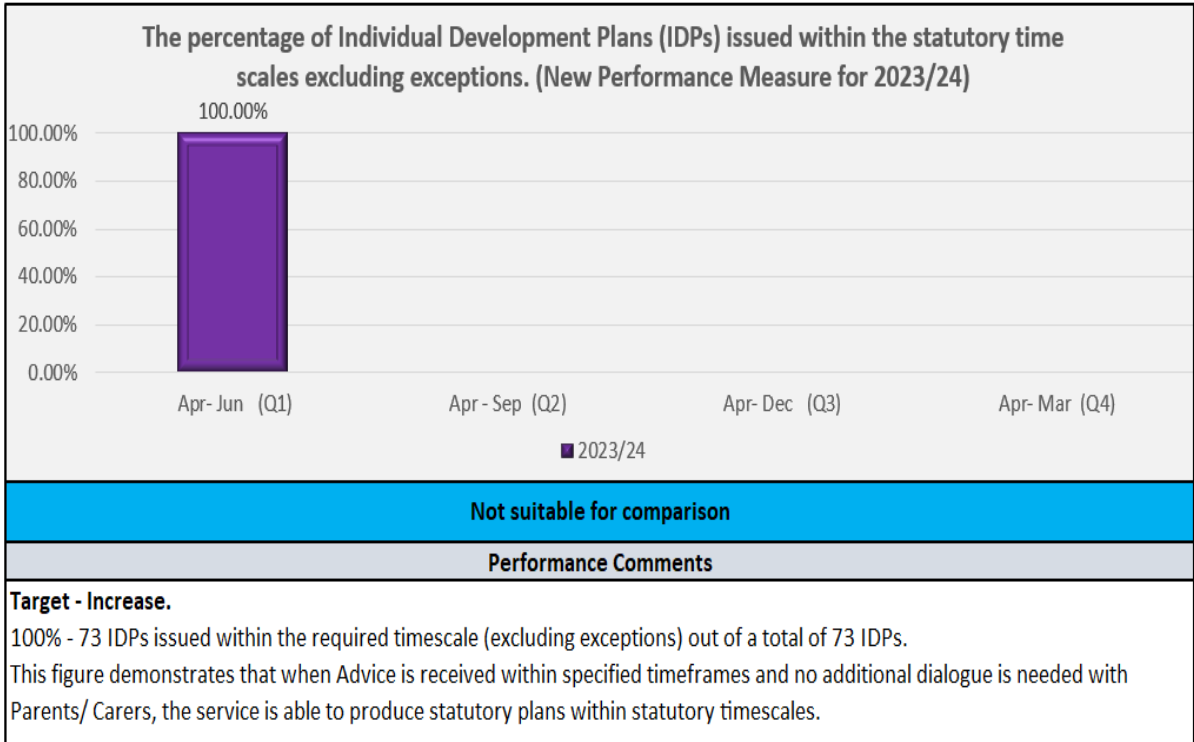 The percentage of Individual Development Plans (IDPs) issued within the statutory time
scales excluding exceptions. (New Performance Measure for 2023/24)
100.00%
100.00%
80.00%
60.00%
40.00%
20.00%
0.00%
Apr- Jun (Q1)
Apr - Sep (Q2)
Apr- Dec (Q3)
Apr- Mar (Q4)
2023/24
Not suitable for comparison
Performance Comments
Target - Increase.
100% - 73 IDPs issued within the required timescale (excluding exceptions) out of a total of 73 IDPs.
This figure demonstrates that when Advice is received within specified timeframes and no additional dialogue is needed with
Parents/ Carers, the service is able to produce statutory plans within statutory timescales.